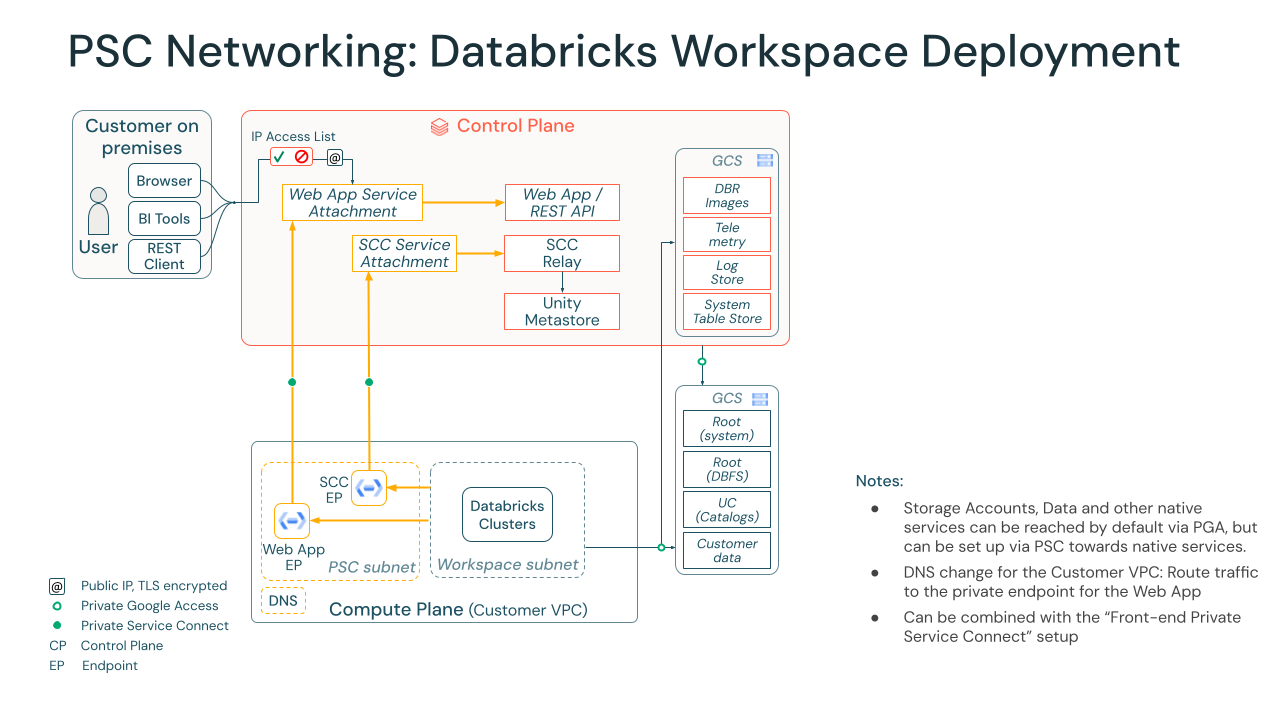 PSC Networking: Databricks Workspace Deployment
Customer on
premises
Browser
BI Tools
REST
Client
User
IP Access List
@
Control Plane
Web App Service
Attachment
Web App /
REST API
SCC Service
Attachment
SCC
Relay
Unity
Metastore
GCS
DBR
Images
Tele
metry
Log
Store
System
Table Store
GCS
Root
(system)
Root
(DBFS)
UC
(Catalogs)
Customer
data
SCC
EP
Web App
EP
PSC subnet
Databricks
Clusters
Workspace subnet
DNS
Compute Plane (Customer VPC)
@ Public IP, TLS encrypted
Private Google Access
Private Service Connect
CP Control Plane
EP Endpoint
Notes:
● Storage Accounts, Data and other native
services can be reached by default via PGA, but
can be set up via PSC towards native services.
● DNS change for the Customer VPC: Route traffic
to the private endpoint for the Web App
● Can be combined with the “Front-end Private
Service Connect” setup